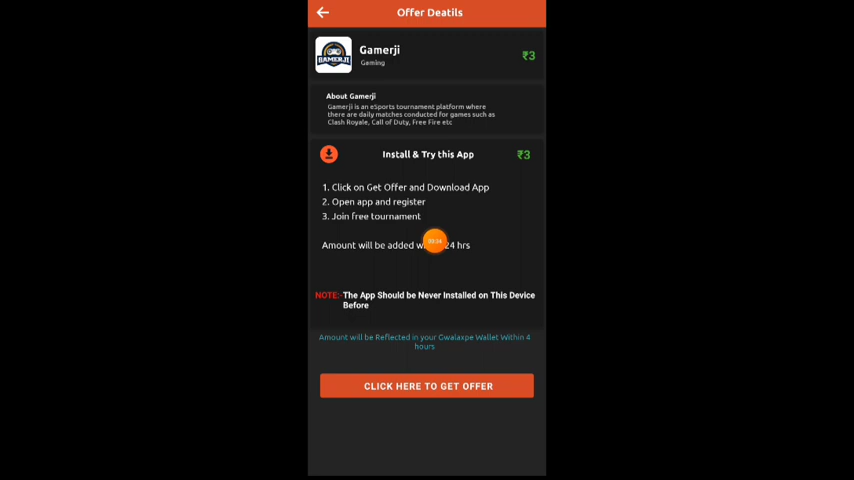 Offer Deatils
GAMERJI
Gamerji
Gaming
₹3
About Gamerji
Gamerji is an eSports tournament platform where
there are daily matches conducted for games such as
Clash Royale, Call of Duty, Free Fire etc
Install & Try this App
₹3
1. Click on Get Offer and Download App
2. Open app and register
3. Join free tournament
Amount will be added 24 hrs
NOTE:- The App Should be Never Installed on This Device
Before
Amount will be Reflected in your Gwalaxpe Wallet Within 4
hours
CLICK HERE TO GET OFFER